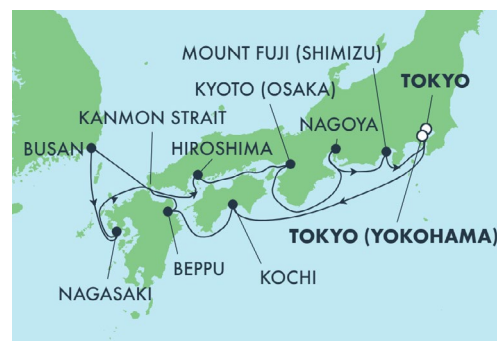 MOUNT FUJI (SHIMIZU)
KYOTO (OSAKA)
TOKYO
NAGOYA
KANMON STRAIT
BUSAN
HIROSHIMA
TOKYO (YOKOHAMA)
BEPPU
KOCHI
NAGASAKI